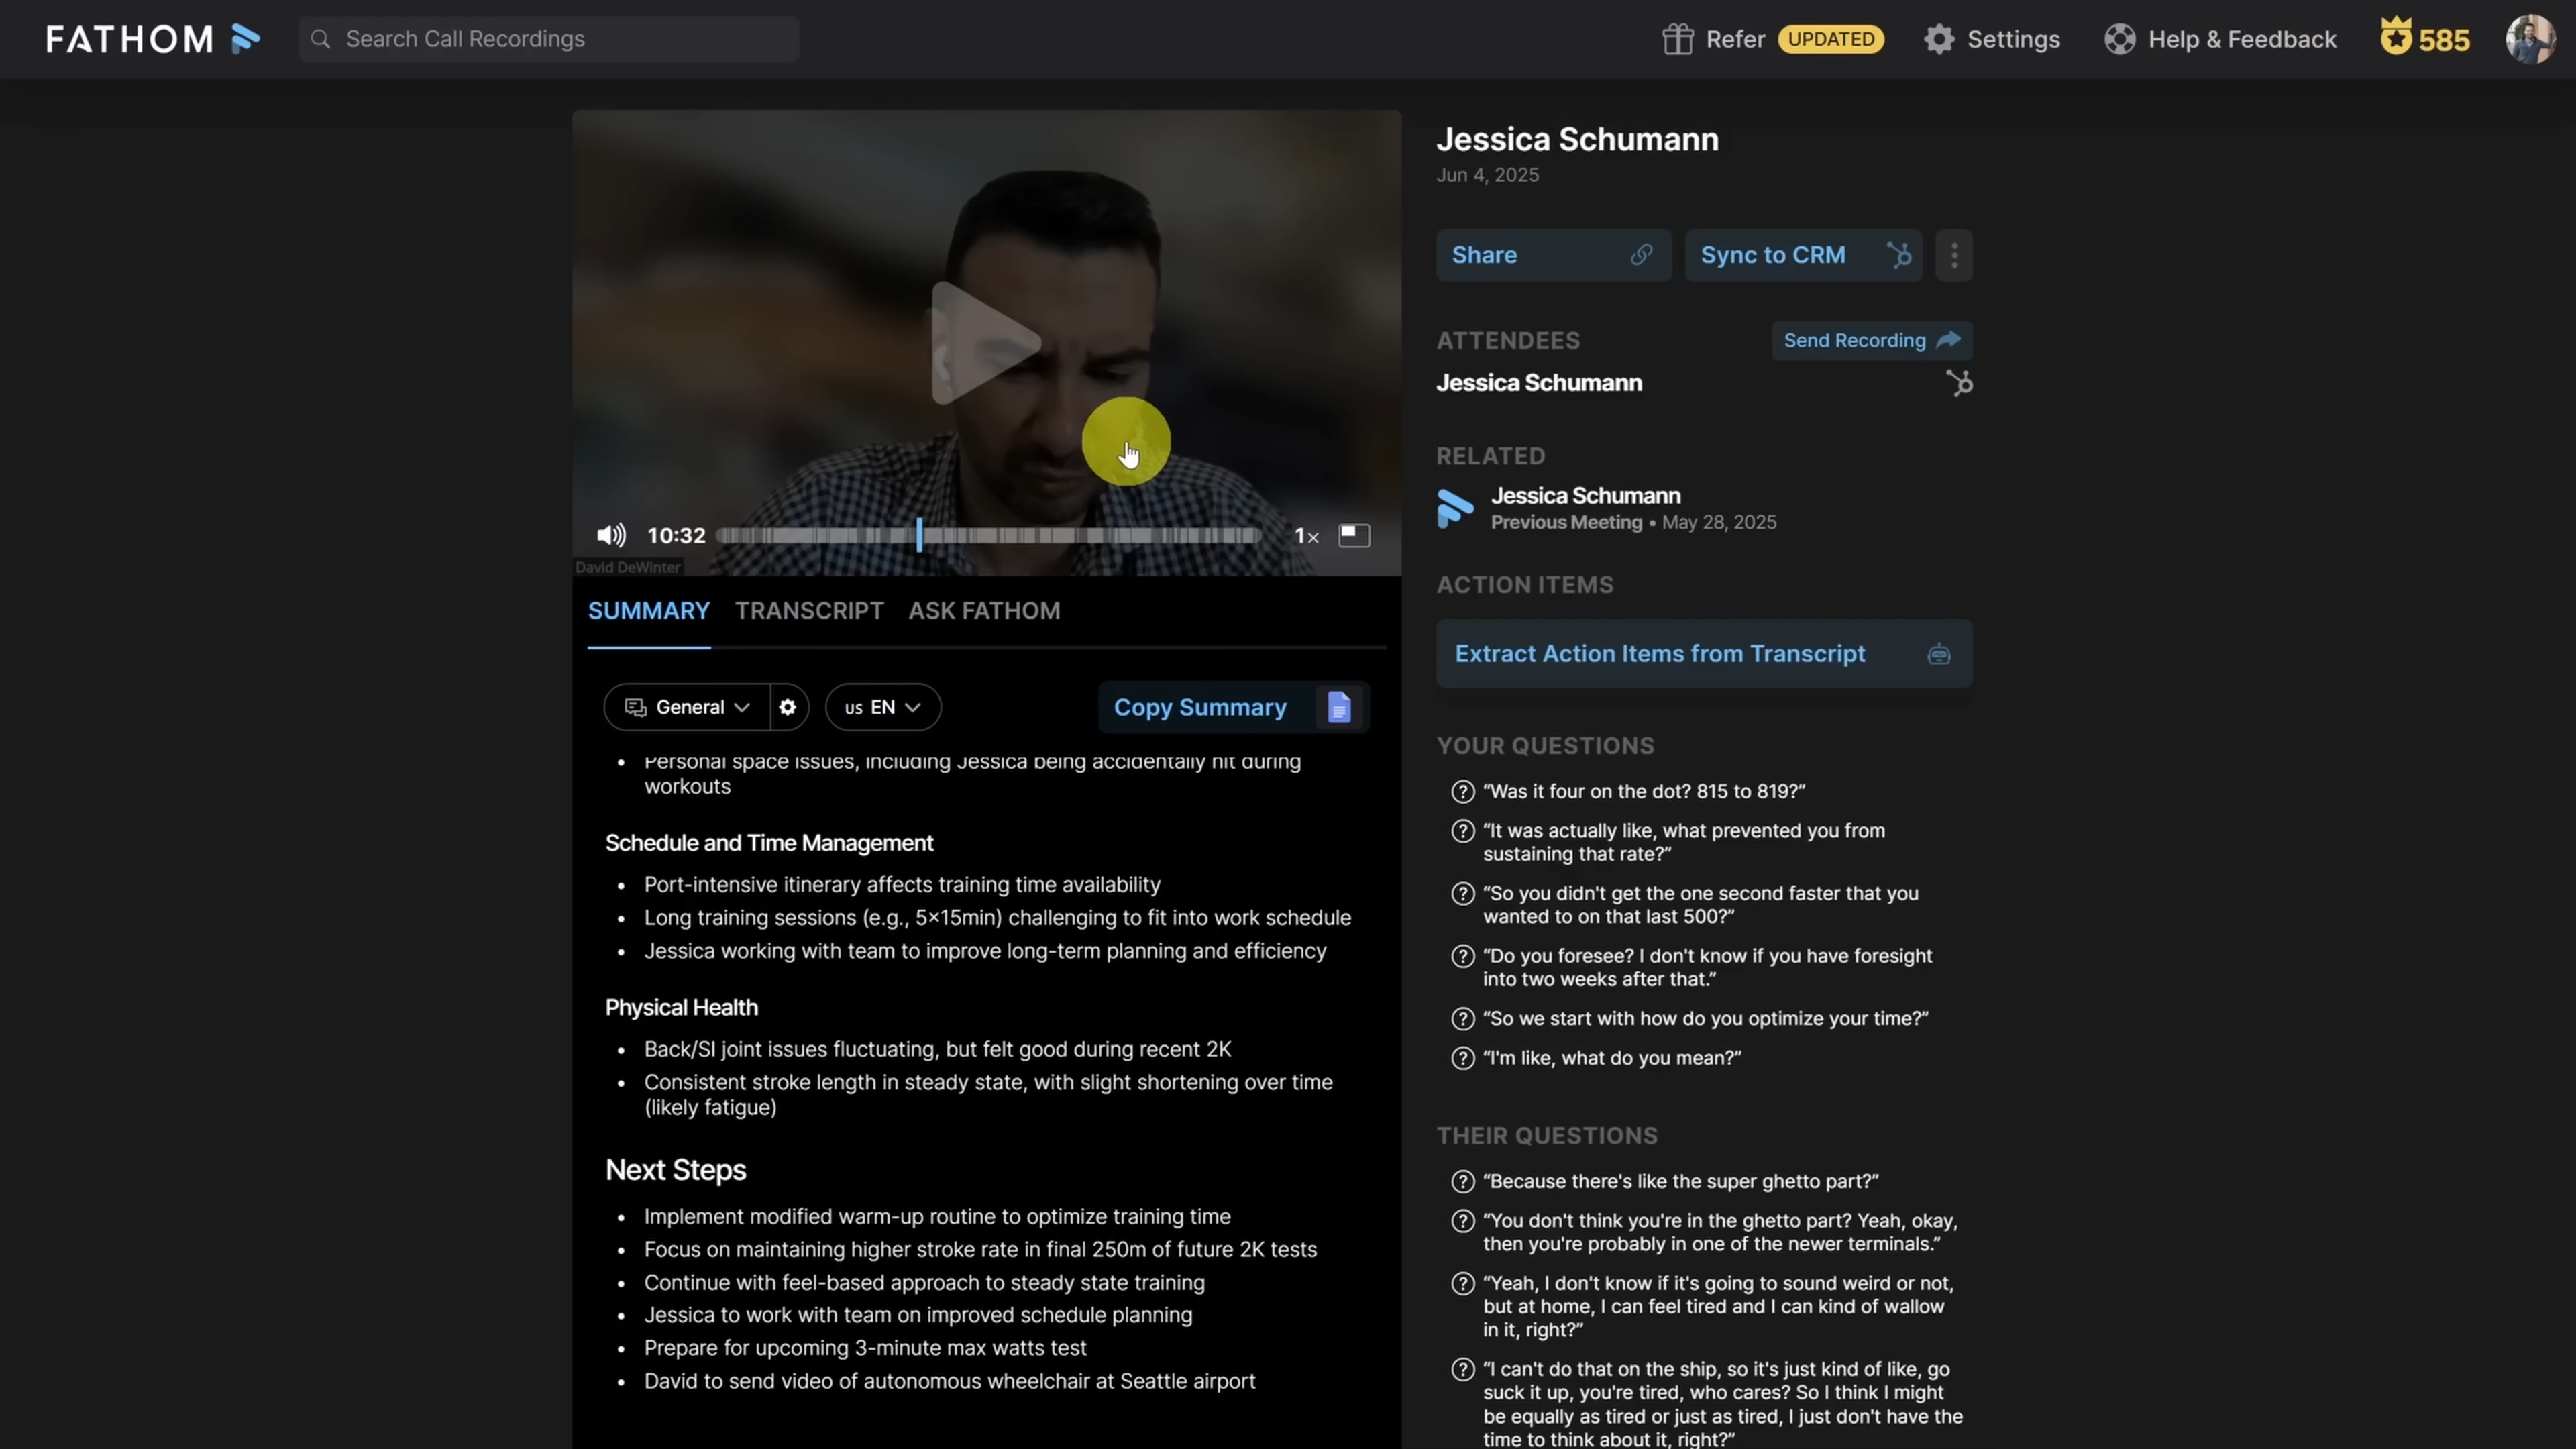 FATHOM
Search Call Recordings
Refer
UPDATED
Settings
Help & Feedback
585
10:32
1×
David DeWinter
SUMMARY
TRANSCRIPT
ASK FATHOM
General
US EN
Copy Summary
Personal space issues, including Jessica being accidentally hit during
workouts
Schedule and Time Management
• Port-intensive itinerary affects training time availability
• Long training sessions (e.g., 5×15min) challenging to fit into work schedule
• Jessica working with team to improve long-term planning and efficiency
Physical Health
• Back/SI joint issues fluctuating, but felt good during recent 2K
• Consistent stroke length in steady state, with slight shortening over time
(likely fatigue)
Next Steps
• Implement modified warm-up routine to optimize training time
• Focus on maintaining higher stroke rate in final 250m of future 2K tests
• Continue with feel-based approach to steady state training
• Jessica to work with team on improved schedule planning
• Prepare for upcoming 3-minute max watts test
• David to send video of autonomous wheelchair at Seattle airport
Jessica Schumann
Jun 4, 2025
Share
Sync to CRM
ATTENDEES
Send Recording
Jessica Schumann
RELATED
Jessica Schumann
Previous Meeting • May 28, 2025
ACTION ITEMS
Extract Action Items from Transcript
YOUR QUESTIONS
“Was it four on the dot? 815 to 819?”
“It was actually like, what prevented you from
sustaining that rate?”
“So you didn't get the one second faster that you
wanted to on that last 500?”
“Do you foresee? I don't know if you have foresight
into two weeks after that.”
“So we start with how do you optimize your time?”
“I'm like, what do you mean?”
THEIR QUESTIONS
“Because there's like the super ghetto part?”
“You don't think you're in the ghetto part? Yeah, okay,
then you're probably in one of the newer terminals.”
“Yeah, I don't know if it's going to sound weird or not,
but at home, I can feel tired and I can kind of wallow
in it, right?”
“I can't do that on the ship, so it's just kind of like, go
suck it up, you're tired, who cares? So I think I might
be equally as tired or just as tired, I just don't have the
time to think about it, right?”